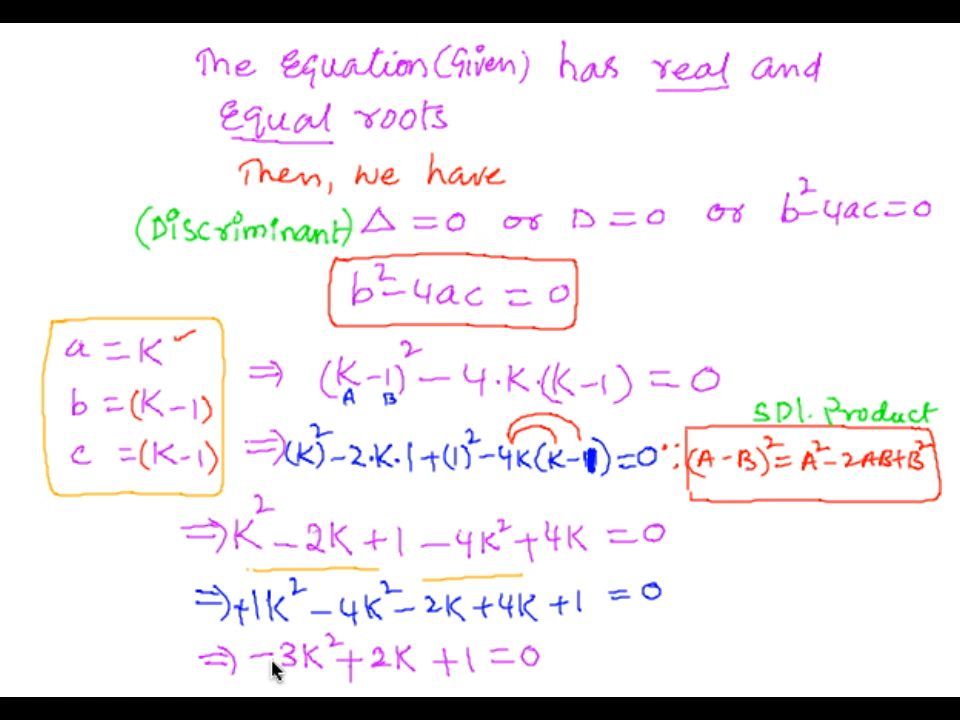 The Equation(Given) has real and
Equal roots
Then, we have
(Discriminant) Δ = 0 or D = 0 or b²-4ac = 0
b²-4ac = 0
a = K ✓
b = (K-1)
c = (K-1)
⇒ (K-1)² - 4.K.(K-1) = 0
A B
SPl. Product
⇒ (K)² - 2.K.1 + (1)² - 4K(K-1) = 0 ∵ (A-B)² = A² - 2AB + B²
⇒ K² - 2K + 1 - 4K² + 4K = 0
⇒ +1K² - 4K² - 2K + 4K + 1 = 0
⇒ -3K² + 2K + 1 = 0